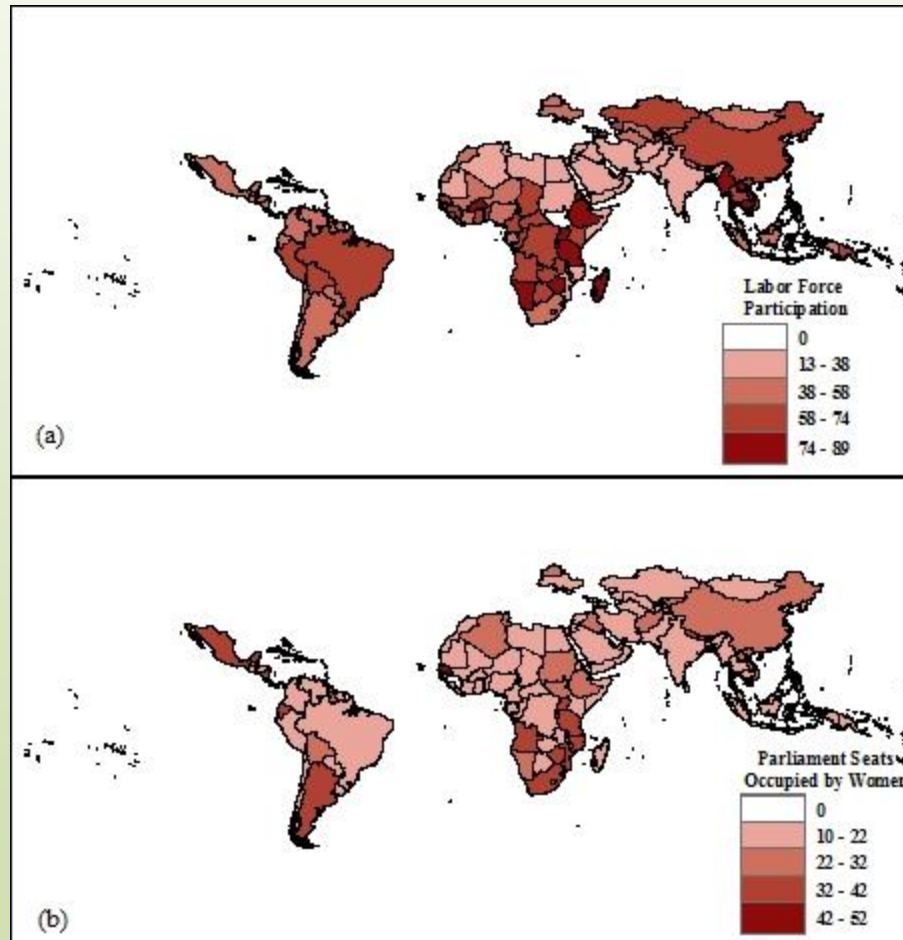 Labor Force
Participation
0
13 - 38
38 - 58
58 - 74
74 - 89
(a)
Parliament Seats
Occupied by Women
0
10 - 22
22 - 32
32 - 42
42 - 52
(b)